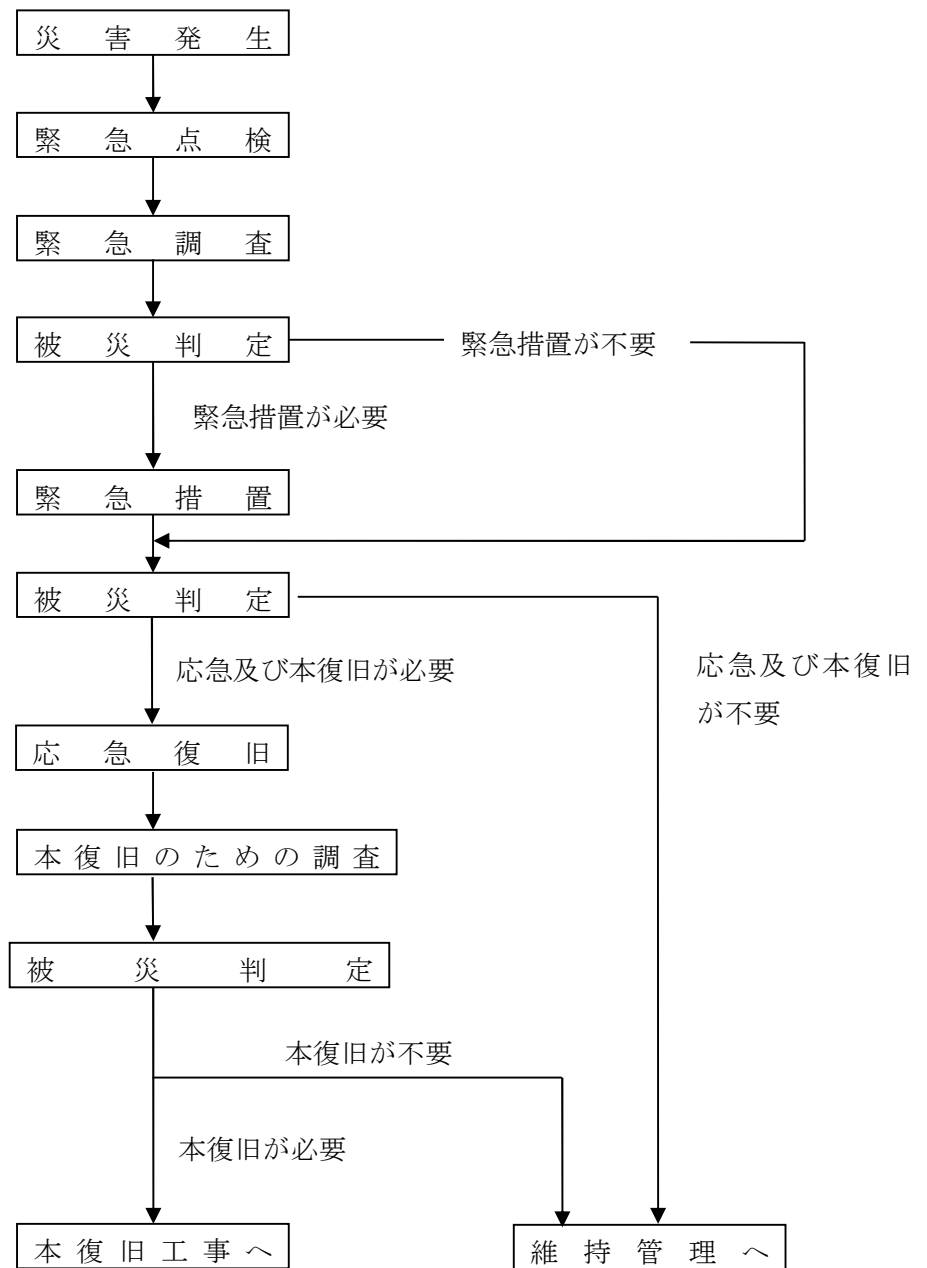 災害発生
緊急点検
緊急調査
被災判定
緊急措置が不要
緊急措置が必要
緊急措置
被災判定
応急及び本復旧が必要
応急及び本復旧
が不要
応急復旧
本復旧のための調査
被災判定
本復旧が不要
本復旧が必要
本復旧工事へ
維持管理へ